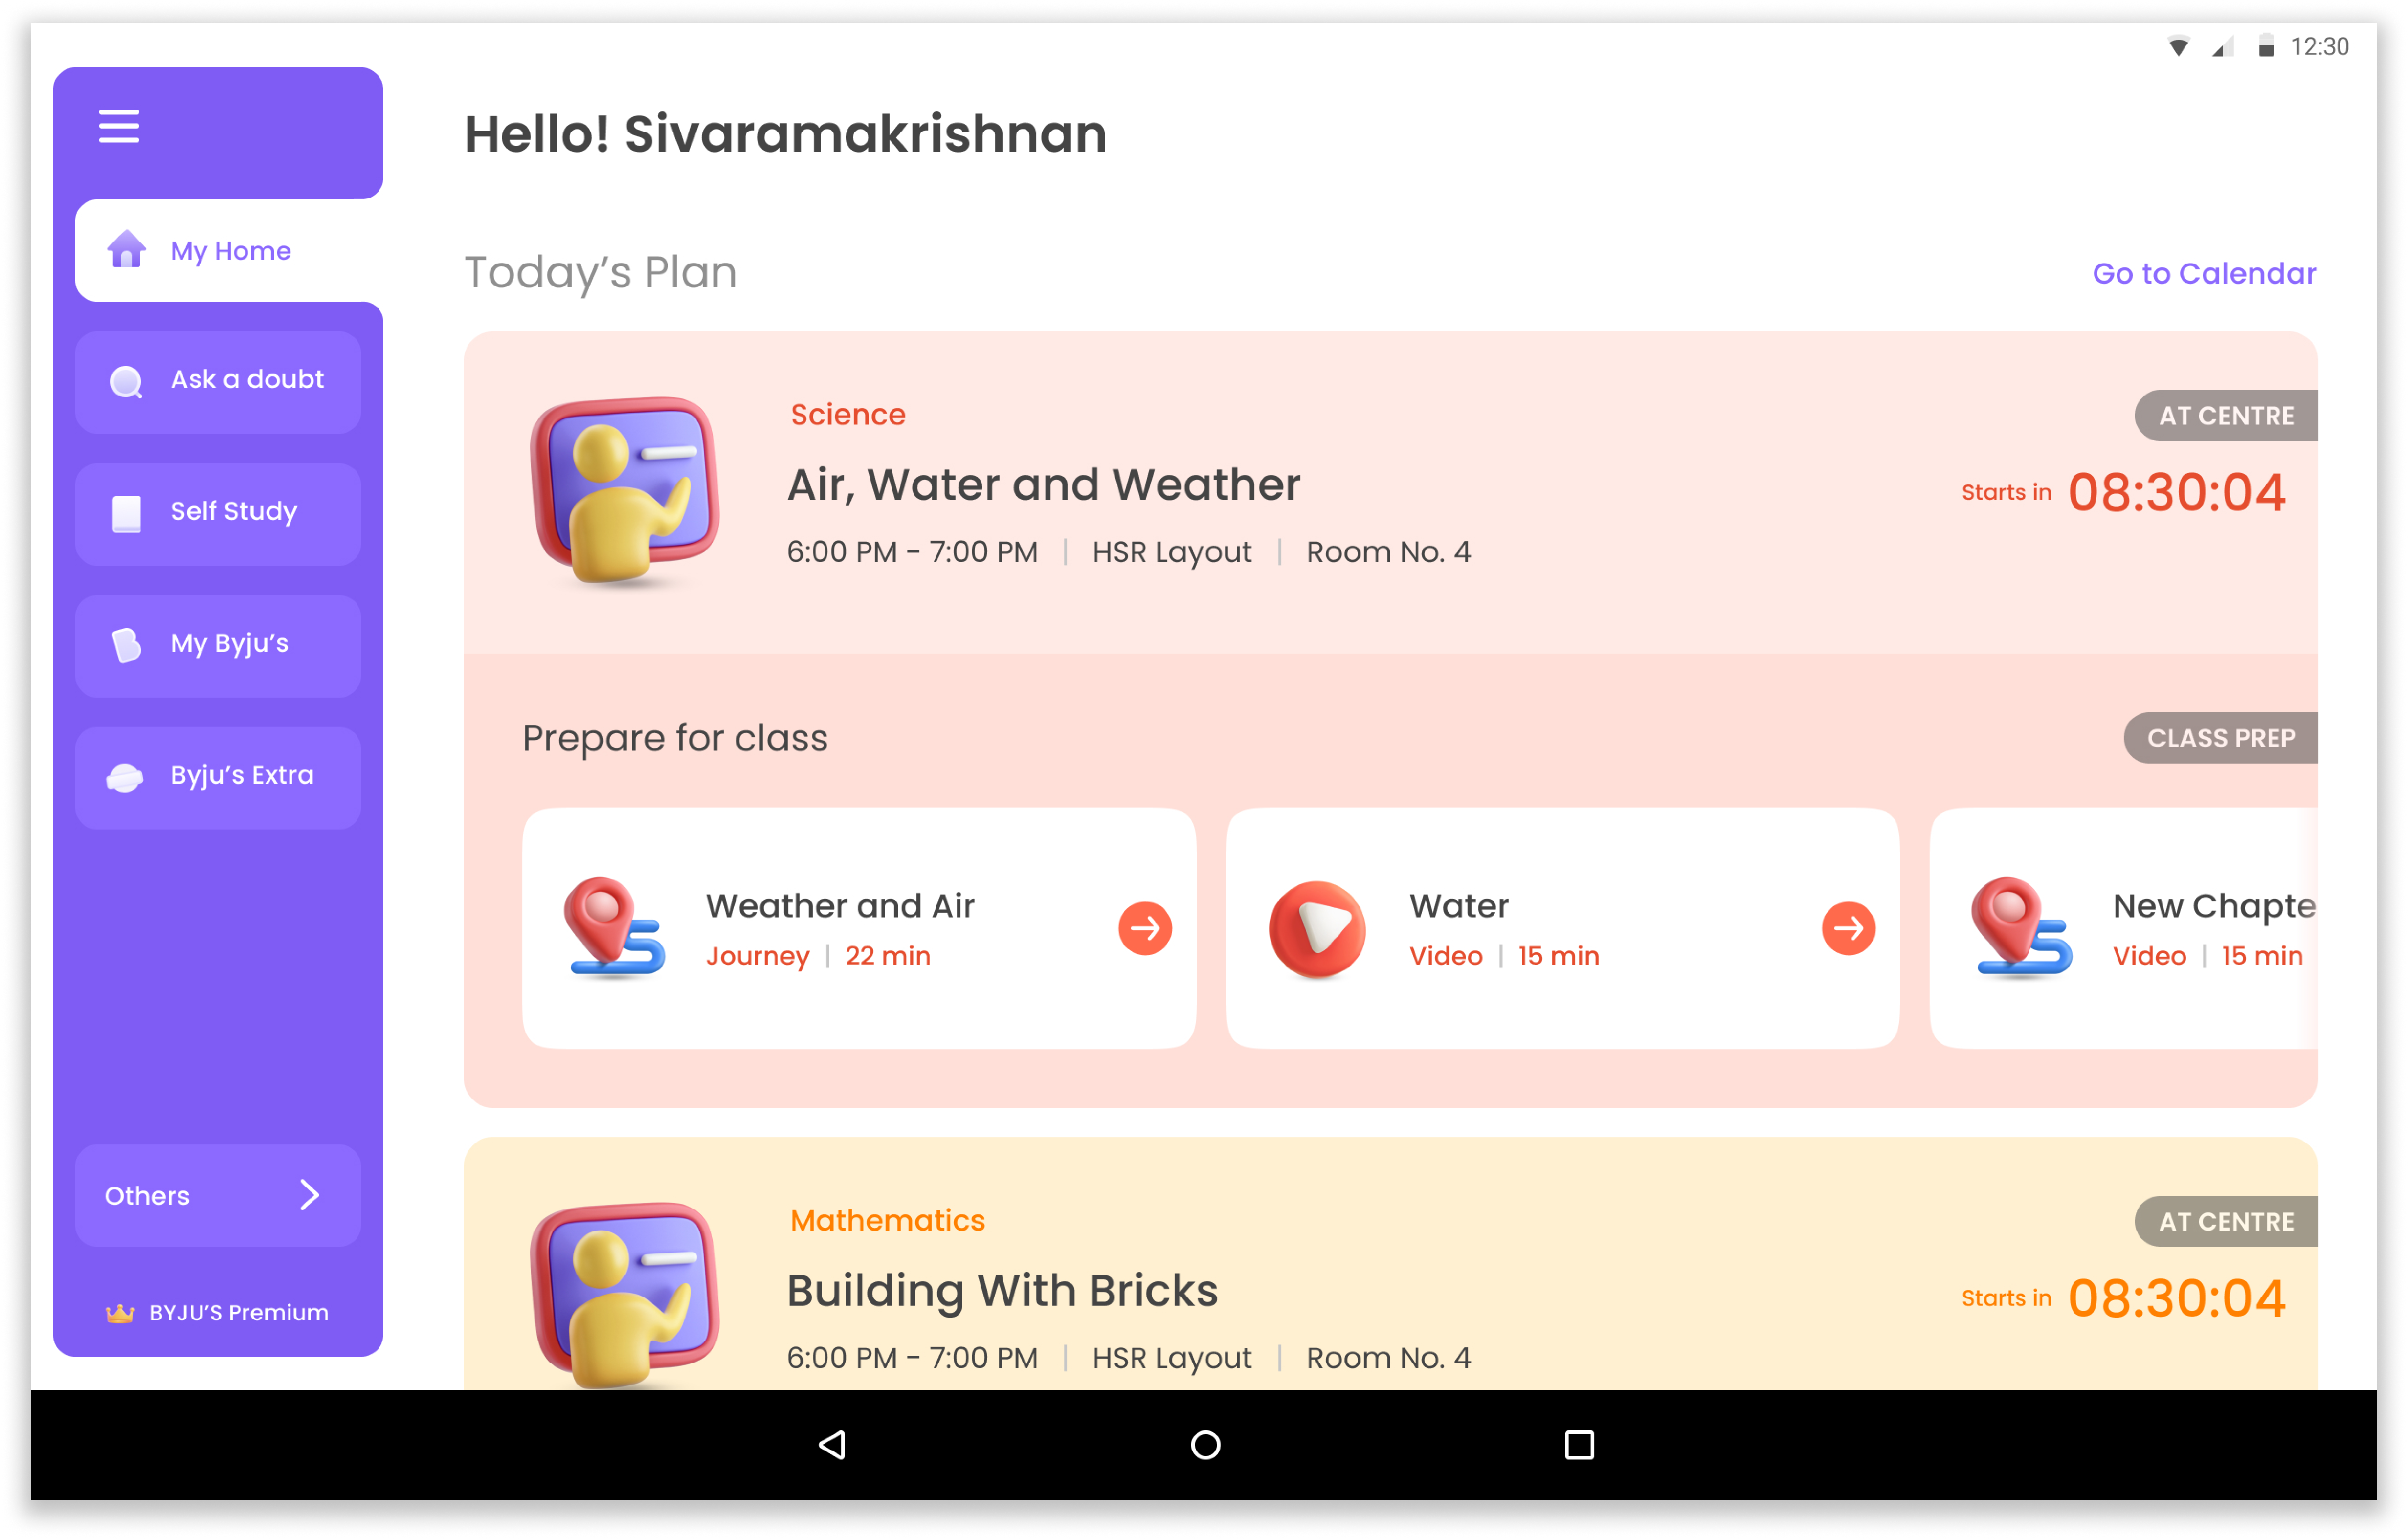 12:30
Hello! Sivaramakrishnan
My Home
Ask a doubt
Self Study
My Byju’s
Byju’s Extra
Others
BYJU’S Premium
Today’s Plan
Go to Calendar
Science
AT CENTRE
Air, Water and Weather
Starts in 08:30:04
6:00 PM - 7:00 PM | HSR Layout | Room No. 4
Prepare for class
CLASS PREP
Weather and Air
Journey | 22 min
Water
Video | 15 min
New Chapte
Video | 15 min
Mathematics
AT CENTRE
Building With Bricks
Starts in 08:30:04
6:00 PM - 7:00 PM | HSR Layout | Room No. 4